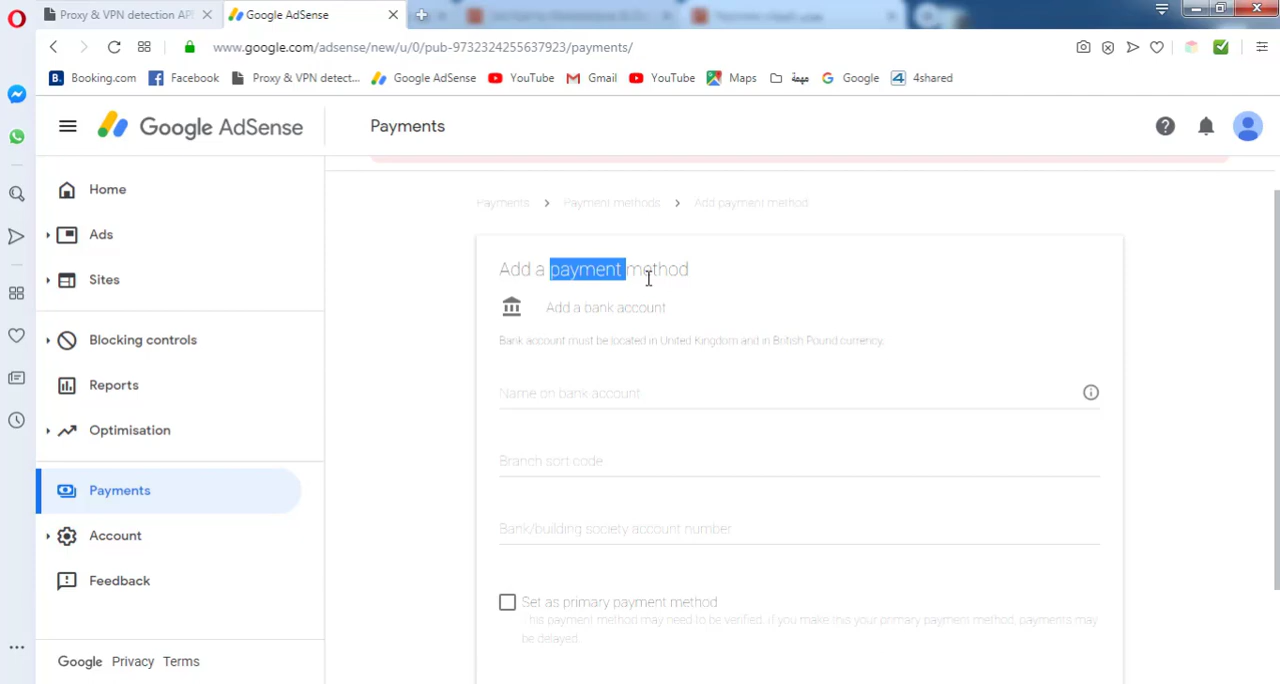 Proxy & VPN detection API
Google AdSense
www.google.com/adsense/new/u/0/pub-9732324255637923/payments/
B. Booking.com
Facebook
Proxy & VPN detect...
Google AdSense
YouTube
Gmail
YouTube
Maps
مهمة
Google
4shared
Google AdSense
Payments
Home
Ads
Sites
Blocking controls
Reports
Optimisation
Payments
Account
Feedback
Google Privacy Terms
Payments > Payment methods > Add payment method
Add a payment method
Add a bank account
Bank account must be located in United Kingdom and in British Pound currency.
Name on bank account
Branch sort code
Bank/building society account number
Set as primary payment method
This payment method may need to be verified. If you make this your primary payment method, payments may
be delayed.